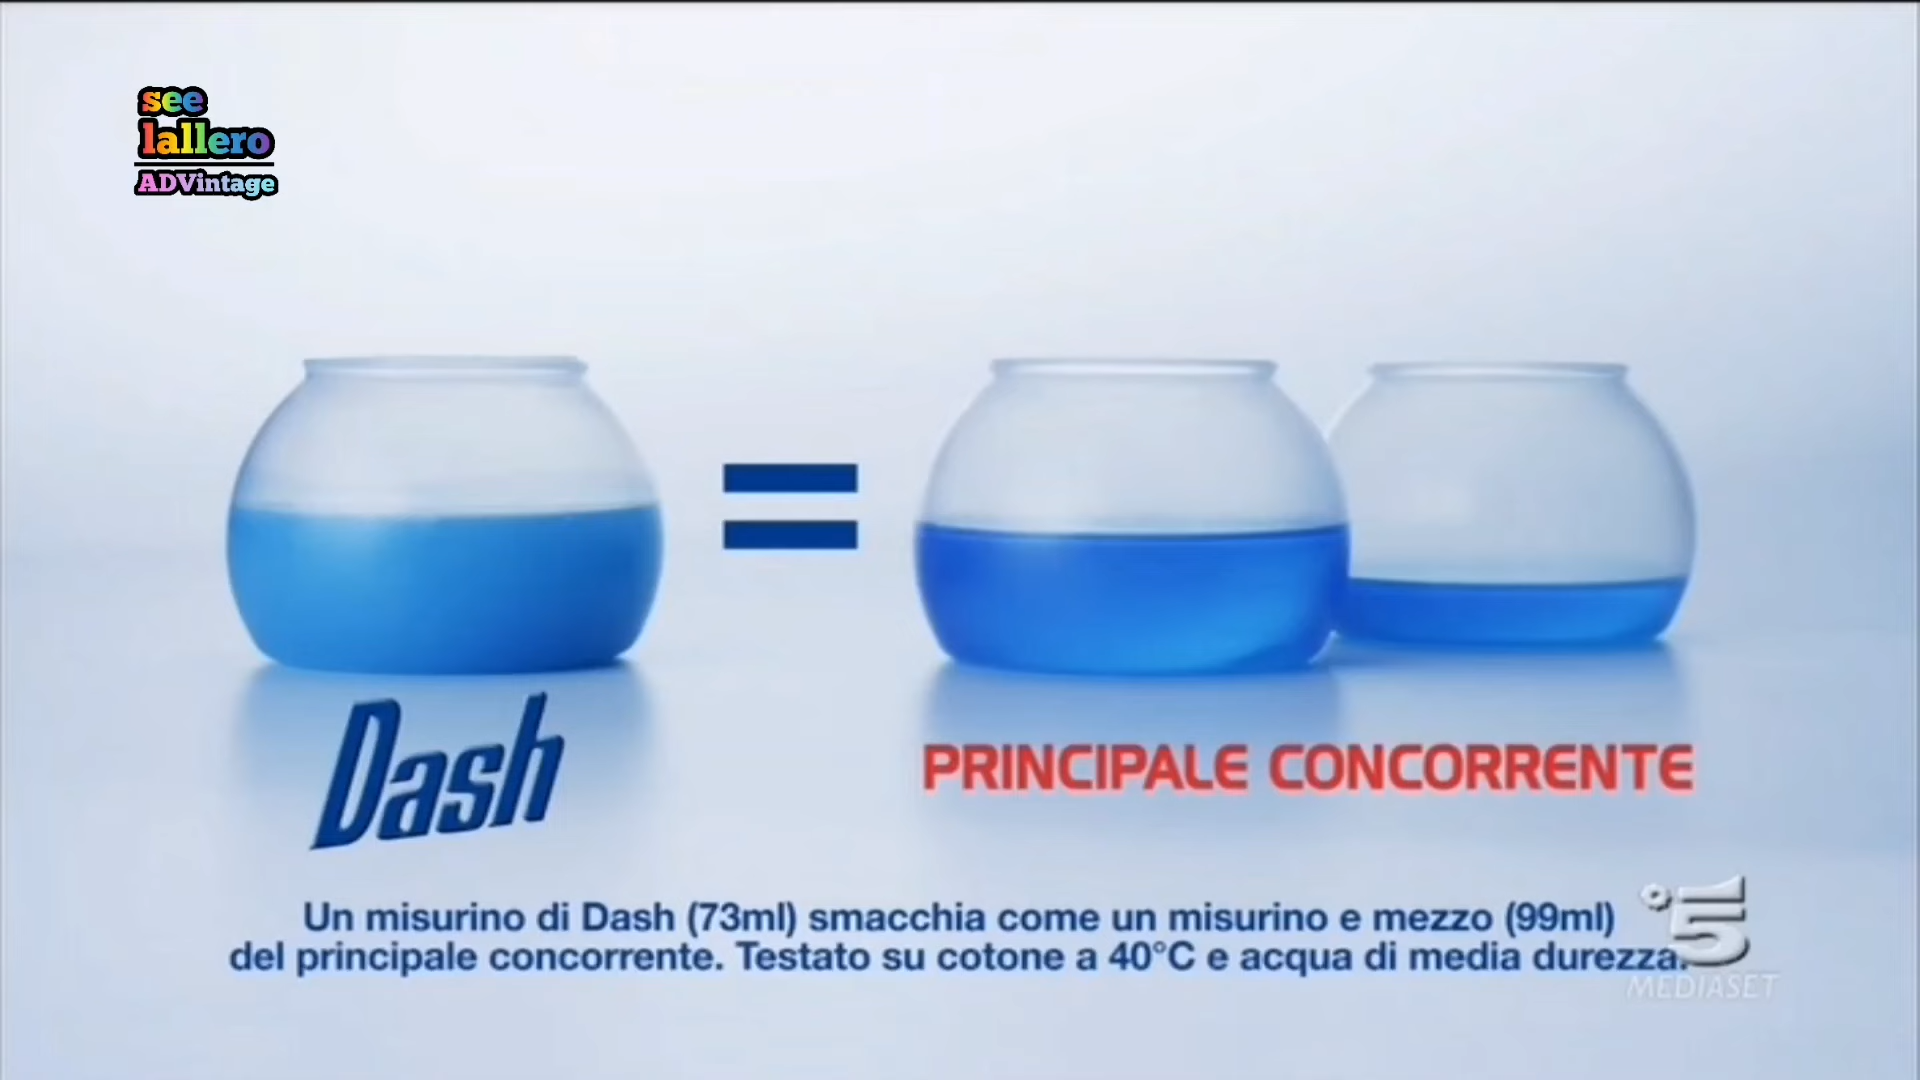 see
lallero
ADVintage
=
Dash
PRINCIPALE CONCORRENTE
Un misurino di Dash (73ml) smacchia come un misurino e mezzo (99ml)
del principale concorrente. Testato su cotone a 40°C e acqua di media durezza.
5
MEDIASET